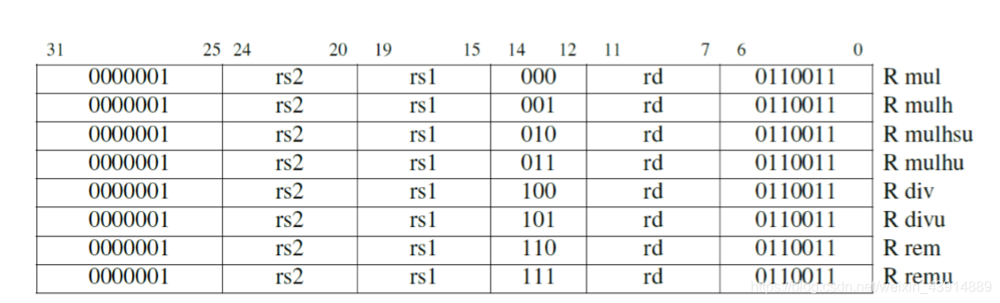 31 25 24 20 19 15 14 12 11 7 6 0
0000001 rs2 rs1 000 rd 0110011 R mul
0000001 rs2 rs1 001 rd 0110011 R mulh
0000001 rs2 rs1 010 rd 0110011 R mulhsu
0000001 rs2 rs1 011 rd 0110011 R mulhu
0000001 rs2 rs1 100 rd 0110011 R div
0000001 rs2 rs1 101 rd 0110011 R divu
0000001 rs2 rs1 110 rd 0110011 R rem
0000001 rs2 rs1 111 rd 0110011 R remu
https://blog.csdn.net/weixin_43914889